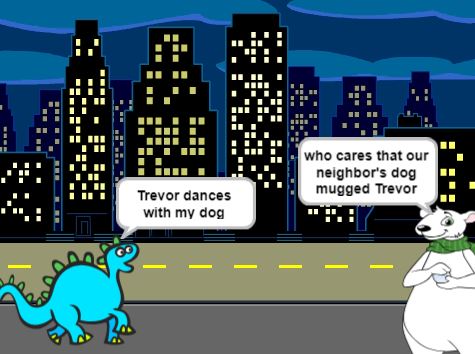 Trevor dances
with my dog
who cares that our
neighbor's dog
mugged Trevor